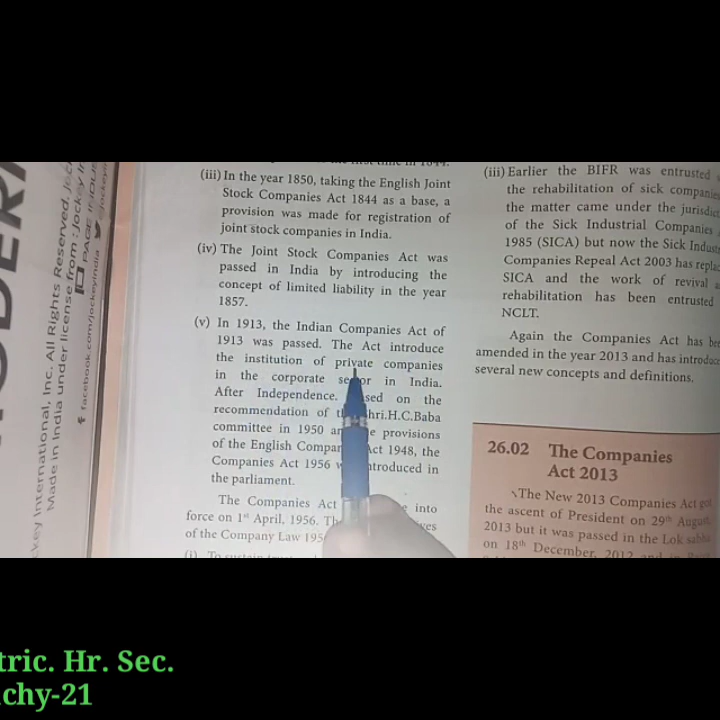 (iii) In the year 1850, taking the English Joint
Stock Companies Act 1844 as a base, a
provision was made for registration of
joint stock companies in India.
(iv) The Joint Stock Companies Act was
passed in India by introducing the
concept of limited liability in the year
1857.
(v) In 1913, the Indian Companies Act of
1913 was passed. The Act introduce
the institution of private companies
in the corporate in India.
After Independence. on the
recommendation of hri.H.C.Baba
committee in 1950 provisions
of the English Act 1948, the
Companies Act 1956 ntroduced in
the parliament.
The Companies Act into
force on 1st April, 1956.
of the Company Law 195
(iii) Earlier the BIFR was entrusted
the rehabilitation of sick
the matter came under the
of the Sick Industrial Companies
1985 (SICA) but now the Sick
Companies Repeal Act 2003 has
SICA and the work of revival
rehabilitation has been entrusted
NCLT.
Again the Companies Act has
amended in the year 2013 and has
several new concepts and definitions.
26.02 The Companies
Act 2013
The New 2013 Companies Act
the ascent of President on 29th
2013 but it was passed in the Lok
on 18th December, 2012
International, Inc. All Rights Reserved.
Made in India under license from : Jockey
facebook.com/jockeyindia
tric. Hr. Sec.
chy-21